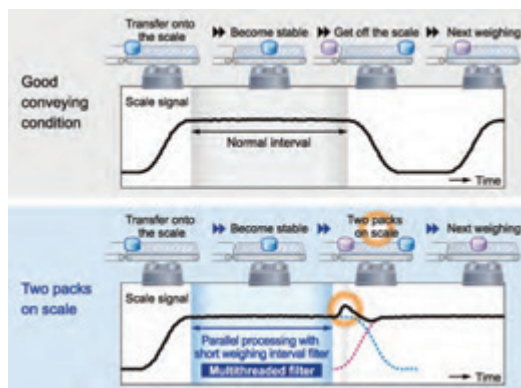 Transfer onto
the scale
Become stable
Get off the scale
Next weighing
Good
conveying
condition
Scale signal
Normal interval
Time
Transfer onto
the scale
Become stable
Two packs
on scale
Next weighing
Two packs
on scale
Scale signal
Parallel processing with
short weighing interval filter
Multithreaded filter
Time